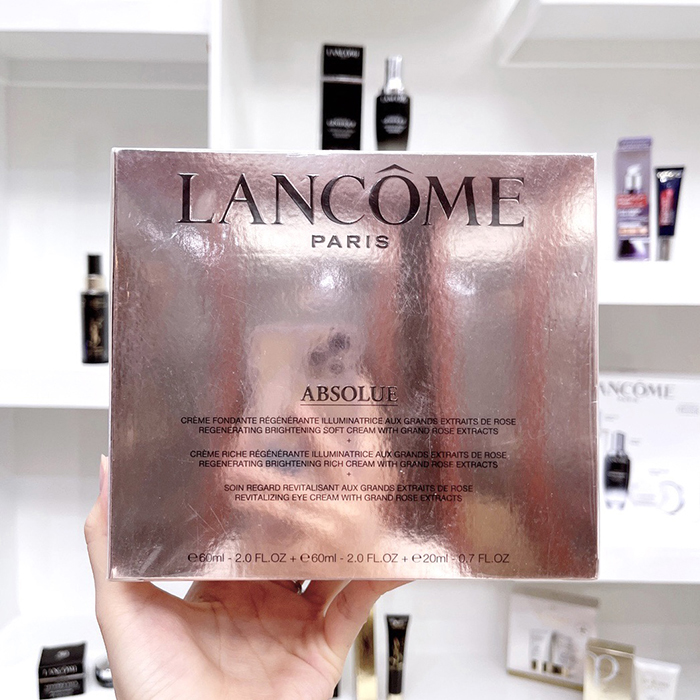 LANCÔME
PARIS
ABSOLUE
CRÈME FONDANTE RÉGÉNÉRANTE ILLUMINATRICE AUX GRANDS EXTRAITS DE ROSE
REGENERATING BRIGHTENING SOFT CREAM WITH GRAND ROSE EXTRACTS
+
CRÈME RICHE RÉGÉNÉRANTE ILLUMINATRICE AUX GRANDS EXTRAITS DE ROSE
REGENERATING BRIGHTENING RICH CREAM WITH GRAND ROSE EXTRACTS
+
SOIN REGARD REVITALISANT AUX GRANDS EXTRAITS DE ROSE
REVITALIZING EYE CREAM WITH GRAND ROSE EXTRACTS
℮60ml - 2.0 FL.OZ + ℮60ml - 2.0 FL.OZ + ℮20ml - 0.7 FL.OZ
LANCÔME
LANCÔME